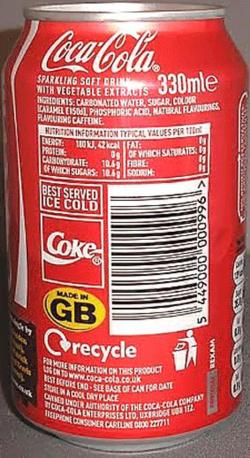 Coca-Cola®
SPARKLING SOFT DRINK
WITH VEGETABLE EXTRACTS 330ml e
INGREDIENTS: CARBONATED WATER, SUGAR, COLOUR
(CARAMEL E150d), PHOSPHORIC ACID, NATURAL FLAVOURINGS,
FLAVOURING CAFFEINE.
NUTRITION INFORMATION TYPICAL VALUES PER 100ml
ENERGY: 180 kJ, 42 kcal FAT: 0g
PROTEIN: 0g OF WHICH SATURATES: 0g
CARBOHYDRATE: 10.6g FIBRE: 0g
OF WHICH SUGARS: 10.6g SODIUM: 0g
BEST SERVED
ICE COLD
Coke®
5 449000 000996 >
MADE IN
GB
recycle
FOR MORE INFORMATION ON THIS PRODUCT
LOG ON TO www.coca-cola.co.uk
BEST BEFORE END - SEE BASE OF CAN FOR DATE
STORE IN A COOL DRY PLACE
CANNED UNDER AUTHORITY OF THE COCA-COLA COMPANY
BY COCA-COLA ENTERPRISES LTD, UXBRIDGE UB8 1EZ.
TELEPHONE CONSUMER CARELINE 0800 227711
REXAM